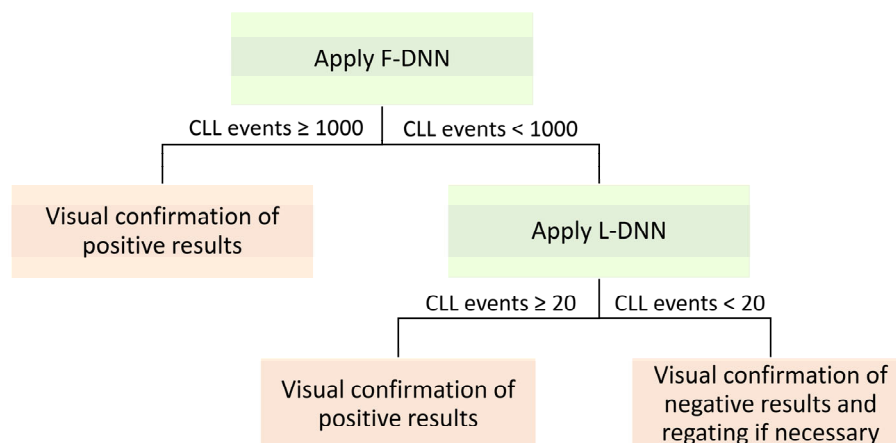 Apply F-DNN
CLL events ≥ 1000
CLL events < 1000
Visual confirmation of
positive results
Apply L-DNN
CLL events ≥ 20
CLL events < 20
Visual confirmation of
positive results
Visual confirmation of
negative results and
regating if necessary